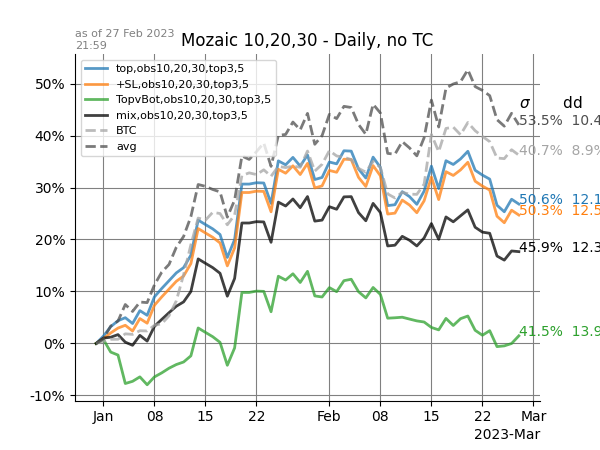 as of 27 Feb 2023
21:59
Mozaic 10,20,30 - Daily, no TC
top,obs10,20,30,top3,5
+SL,obs10,20,30,top3,5
TopvBot,obs10,20,30,top3,5
mix,obs10,20,30,top3,5
BTC
avg
σ dd
53.5% 10.4
40.7% 8.9%
50.6% 12.1
50.3% 12.5
45.9% 12.3
41.5% 13.9
50%
40%
30%
20%
10%
0%
-10%
Jan 08 15 22 Feb 08 15 22 Mar
2023-Mar